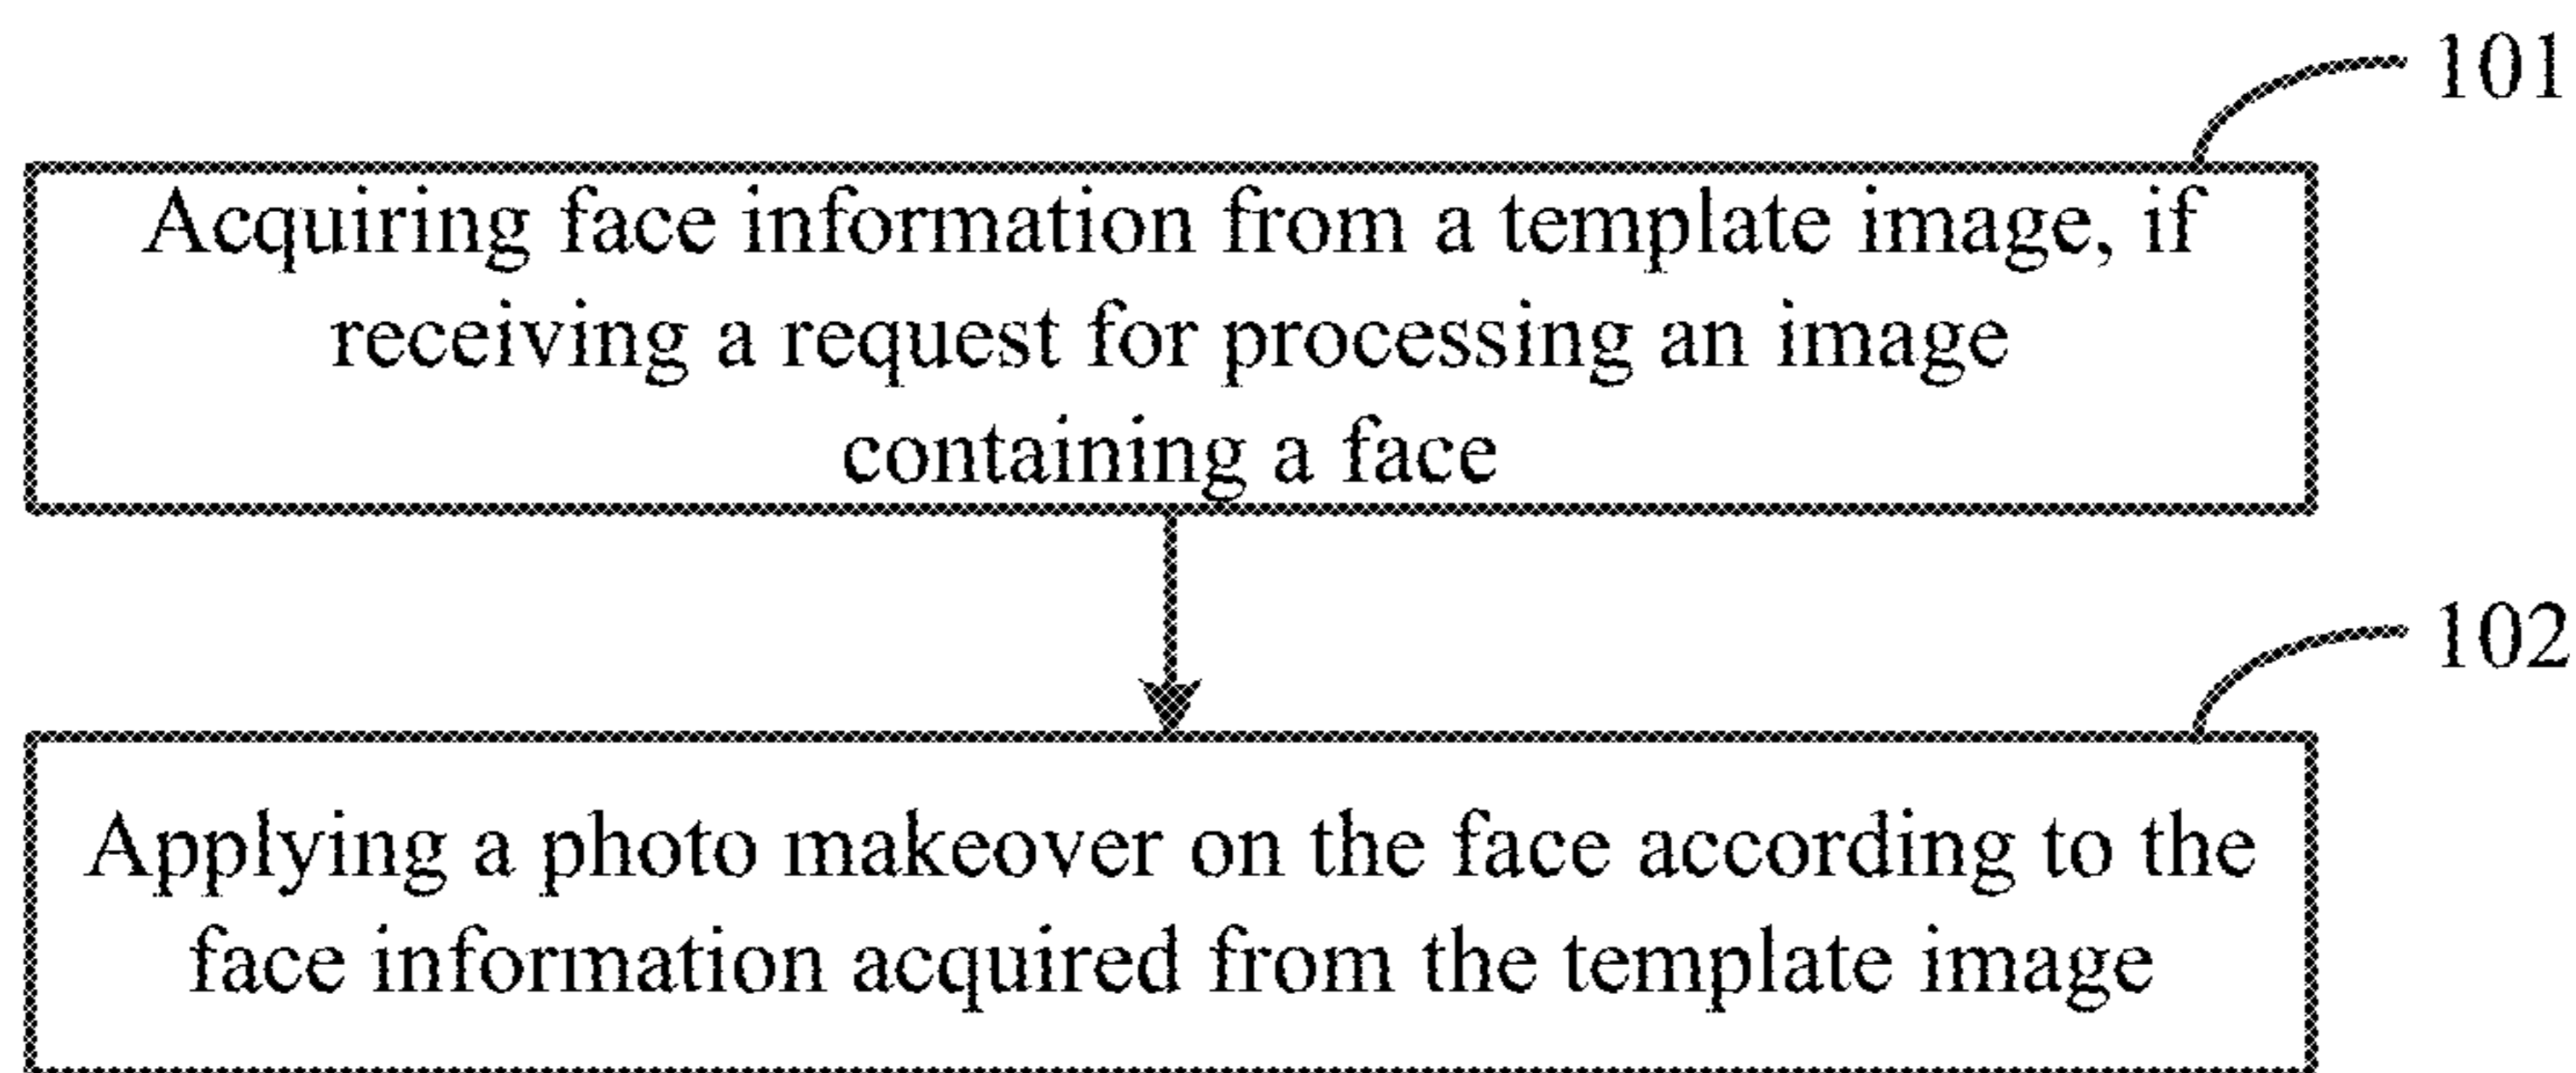 101
Acquiring face information from a template image, if
receiving a request for processing an image
containing a face
102
Applying a photo makeover on the face according to the
face information acquired from the template image